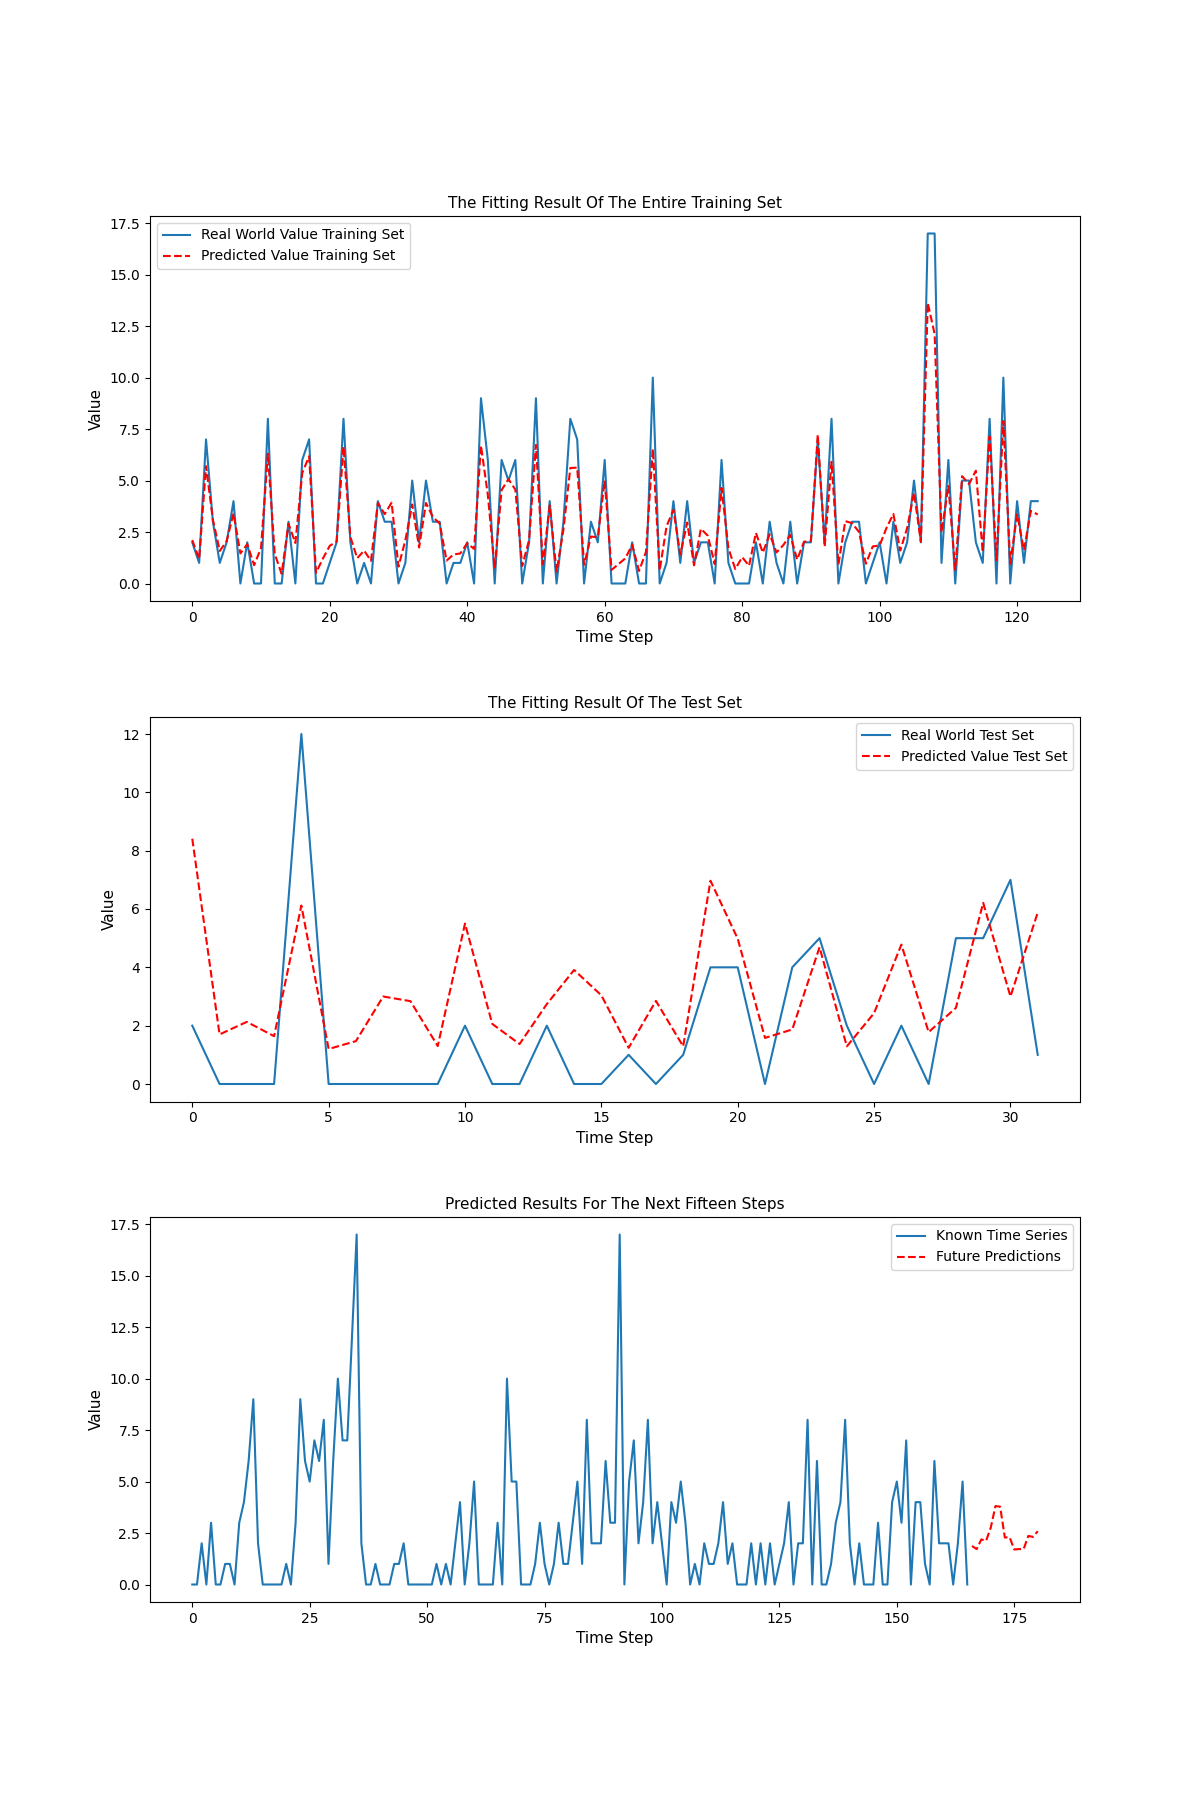 The Fitting Result Of The Entire Training Set
Real World Value Training Set
Predicted Value Training Set
17.5
15.0
12.5
10.0
7.5
5.0
2.5
0.0
Value
0 20 40 60 80 100 120
Time Step
The Fitting Result Of The Test Set
Real World Test Set
Predicted Value Test Set
12
10
8
6
4
2
0
Value
0 5 10 15 20 25 30
Time Step
Predicted Results For The Next Fifteen Steps
Known Time Series
Future Predictions
17.5
15.0
12.5
10.0
7.5
5.0
2.5
0.0
Value
0 25 50 75 100 125 150 175
Time Step